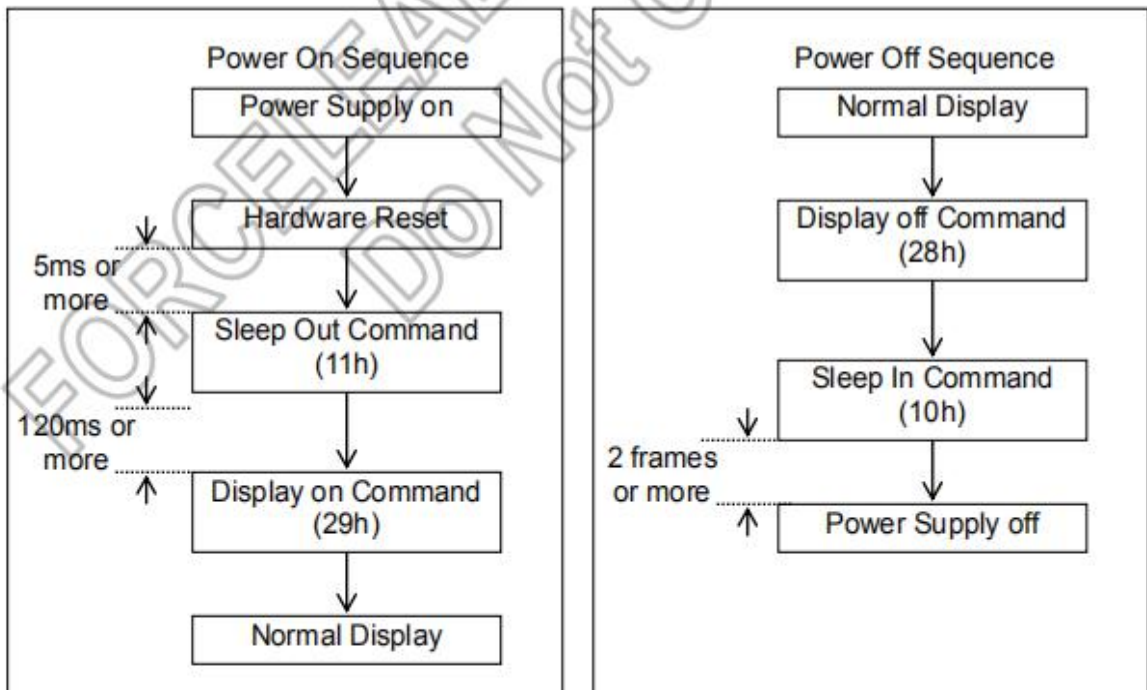 Power On Sequence
Power Supply on
Hardware Reset
5ms or
more
Sleep Out Command
(11h)
120ms or
more
Display on Command
(29h)
Normal Display
Power Off Sequence
Normal Display
Display off Command
(28h)
Sleep In Command
(10h)
2 frames
or more
Power Supply off
Do Not